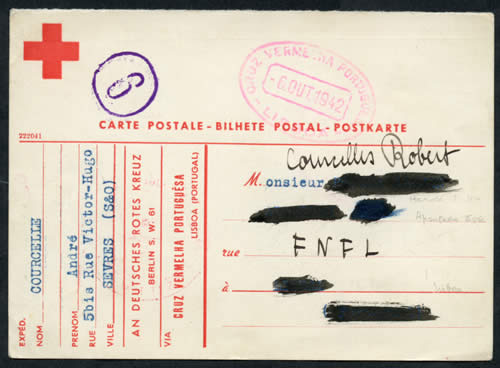 6
CRUZ VERMELHA PORTUGUESA
- 6. OUT. 1942
LISBOA
CARTE POSTALE - BILHETE POSTAL - POSTKARTE
222041
Courcelles Robert
Monsieur
FNFL
rue
à
EXPÉD.
NOM COURCELLE
PRENOM André
RUE 5bis Rue Victor-Hugo
VILLE SEVRES (S&O)
AN DEUTSCHES ROTES KREUZ
BERLIN S. W. 61
VIA
CRUZ VERMELHA PORTUGUÊSA
LISBOA (PORTUGAL)